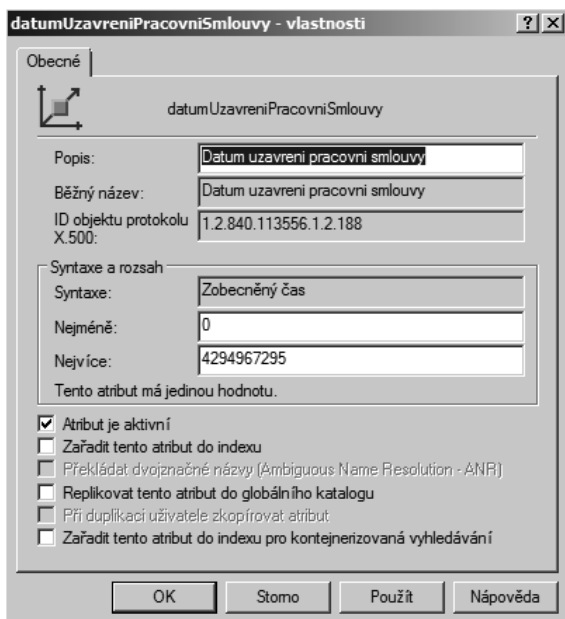 datumUzavreniPracovniSmlouvy - vlastnosti
Obecné
datumUzavreniPracovniSmlouvy
Popis: Datum uzavreni pracovni smlouvy
Běžný název: Datum uzavreni pracovni smlouvy
ID objektu protokolu
X.500: 1.2.840.113556.1.2.188
Syntaxe a rozsah
Syntaxe: Zobecněný čas
Nejméně: 0
Nejvíce: 4294967295
Tento atribut má jedinou hodnotu.
Atribut je aktivní
Zařadit tento atribut do indexu
Překládat dvojznačné názvy (Ambiguous Name Resolution - ANR)
Replikovat tento atribut do globálního katalogu
Při duplikaci uživatele zkopírovat atribut
Zařadit tento atribut do indexu pro kontejnerizovaná vyhledávání
OK Storno Použít Nápověda